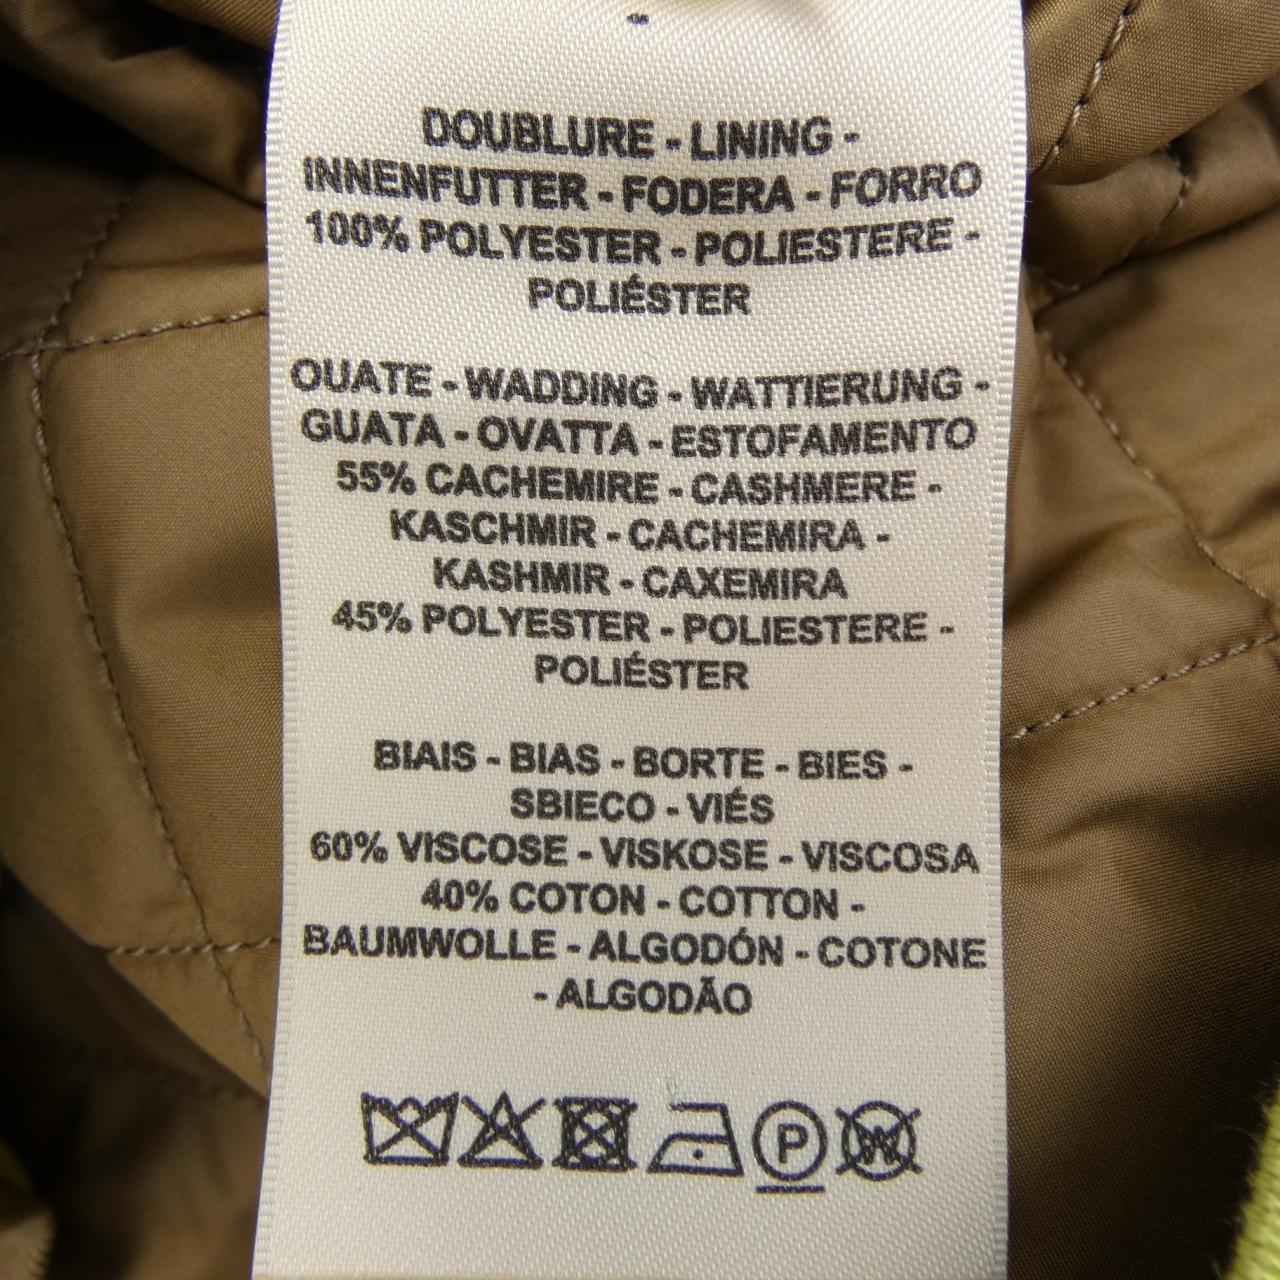 DOUBLURE - LINING -
INNENFUTTER - FODERA - FORRO
100% POLYESTER - POLIESTERE -
POLIÉSTER
OUATE - WADDING - WATTIERUNG -
GUATA - OVATTA - ESTOFAMENTO
55% CACHEMIRE - CASHMERE -
KASCHMIR - CACHEMIRA -
KASHMIR - CAXEMIRA
45% POLYESTER - POLIESTERE -
POLIÉSTER
BIAIS - BIAS - BORTE - BIES -
SBIECO - VIÉS
60% VISCOSE - VISKOSE - VISCOSA
40% COTON - COTTON -
BAUMWOLLE - ALGODÓN - COTONE
- ALGODÃO
P W